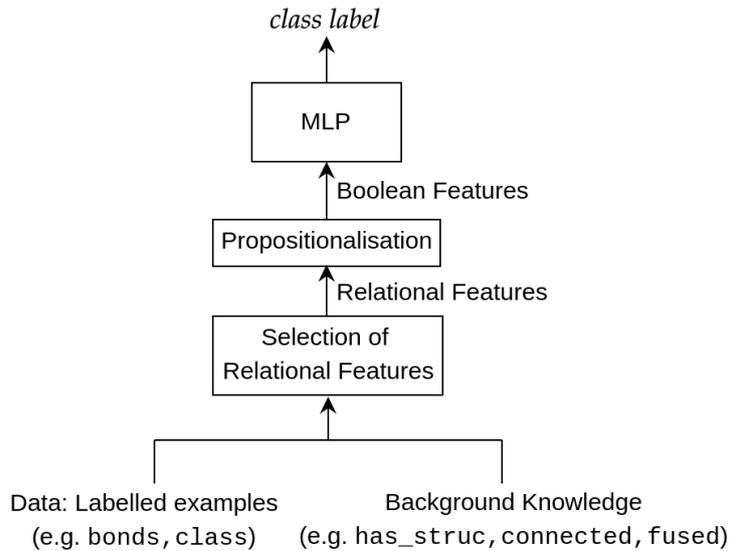 class label
MLP
Boolean Features
Propositionalisation
Relational Features
Selection of
Relational Features
Data: Labelled examples
(e.g. bonds,class)
Background Knowledge
(e.g. has_struc,connected,fused)